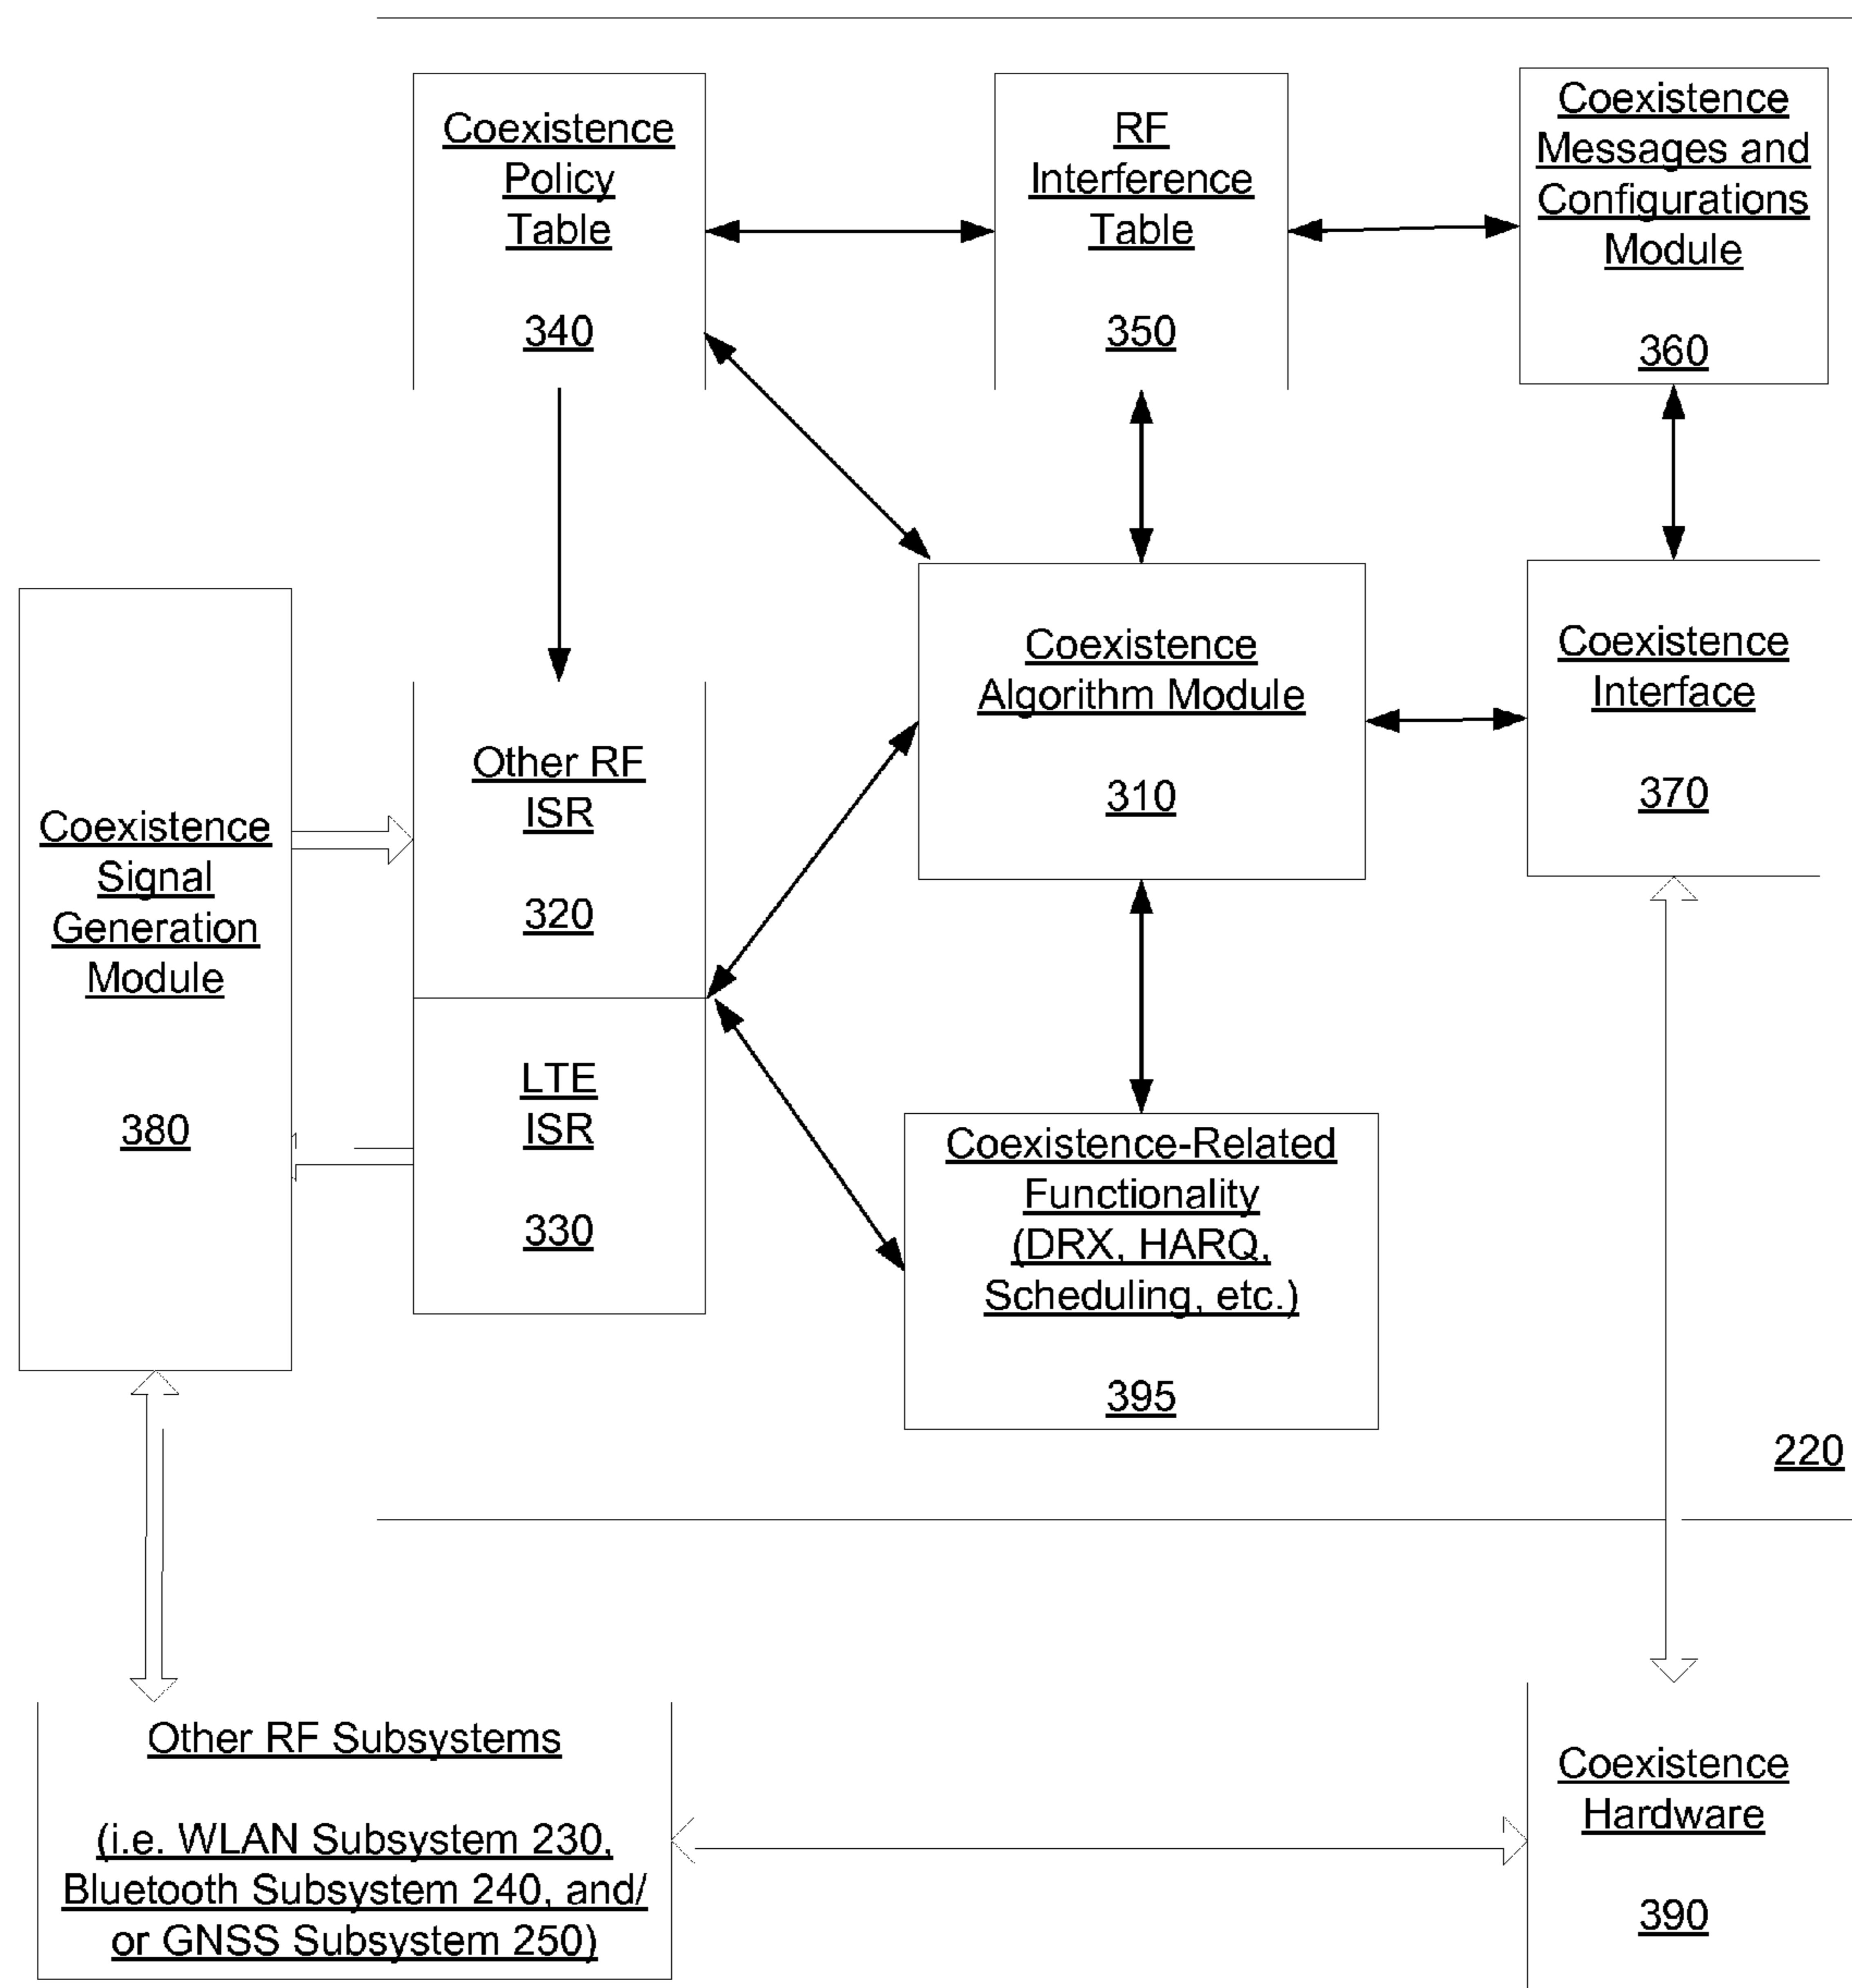 Coexistence
Policy
Table
340
RF
Interference
Table
350
Coexistence
Messages and
Configurations
Module
360
Coexistence
Signal
Generation
Module
380
Other RF
ISR
320
LTE
ISR
330
Coexistence
Algorithm Module
310
Coexistence
Interface
370
Coexistence-Related
Functionality
(DRX, HARQ,
Scheduling, etc.)
395
220
Other RF Subsystems
(i.e. WLAN Subsystem 230,
Bluetooth Subsystem 240, and/
or GNSS Subsystem 250)
Coexistence
Hardware
390